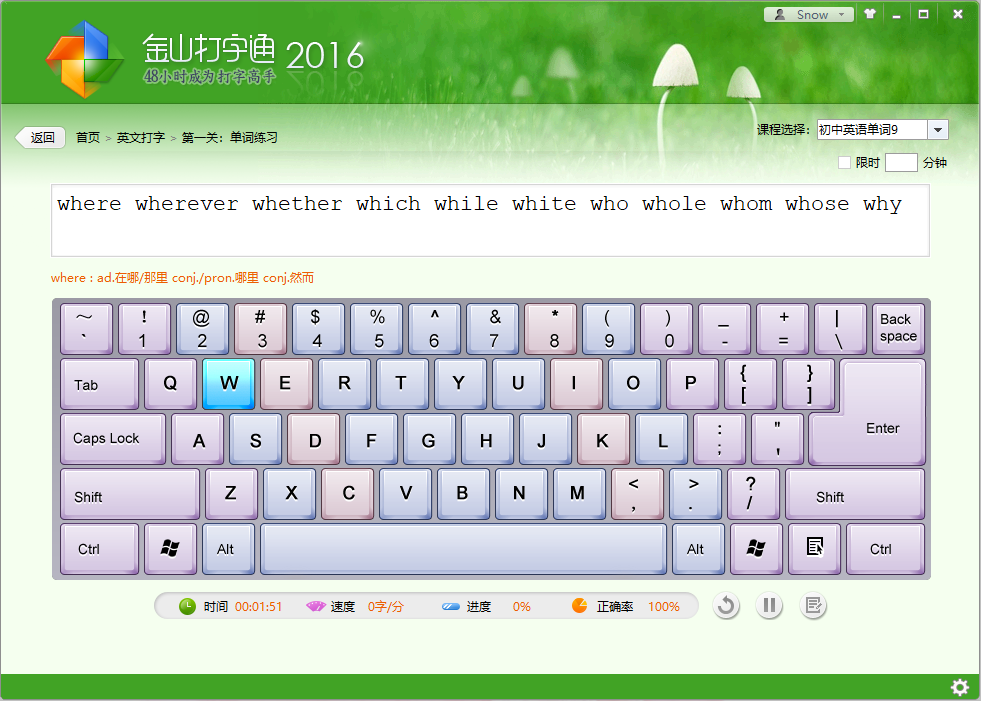 Snow
金山打字通 2016
48小时成为打字高手
返回 首页 > 英文打字 > 第一关：单词练习
课程选择： 初中英语单词9
限时 分钟
where wherever whether which while white who whole whom whose why
where : ad.在哪/那里 conj./pron.哪里 conj.然而
~ ! @ # $ % ^ & * ( ) _ + | Back
` 1 2 3 4 5 6 7 8 9 0 - = \ space
Tab Q W E R T Y U I O P { [ } ]
Caps Lock A S D F G H J K L : ; " ' Enter
Shift Z X C V B N M < , > . ? / Shift
Ctrl Alt Alt Ctrl
时间 00:01:51 速度 0字/分 进度 0% 正确率 100%